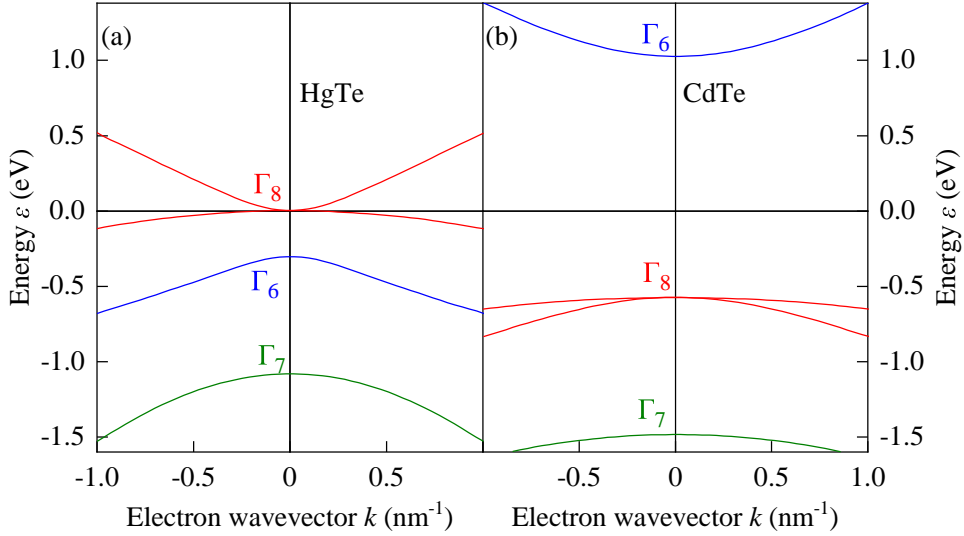 (a)
HgTe
Γ8
Γ6
Γ7
Energy ε (eV)
1.0
0.5
0.0
-0.5
-1.0
-1.5
-1.0
-0.5
0
0.5
Electron wavevector k (nm-1)
(b)
Γ6
CdTe
Γ8
Γ7
1.0
0.5
0.0
-0.5
-1.0
-1.5
Energy ε (eV)
-0.5
0
0.5
1.0
Electron wavevector k (nm-1)